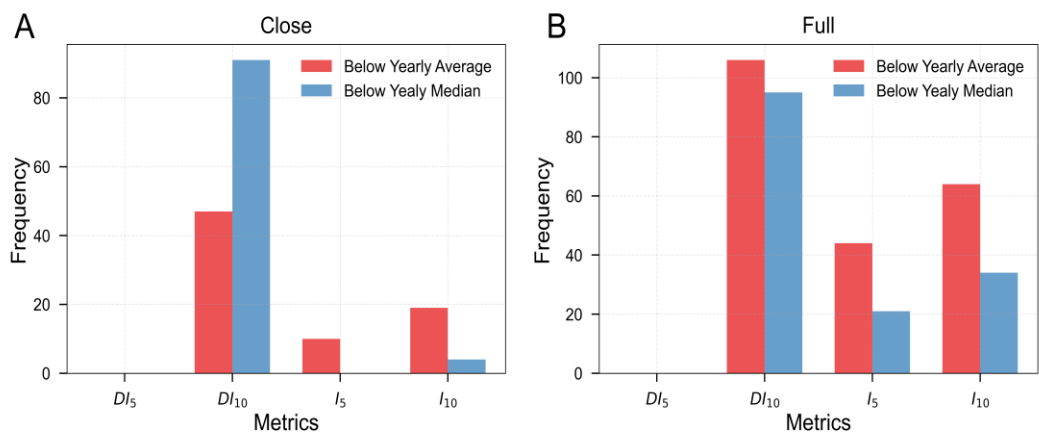 A
Close
Below Yearly Average
Below Yealy Median
Frequency
80
60
40
20
0
DI₅
DI₁₀
I₅
I₁₀
Metrics
B
Full
Below Yearly Average
Below Yealy Median
Frequency
100
80
60
40
20
0
DI₅
DI₁₀
I₅
I₁₀
Metrics